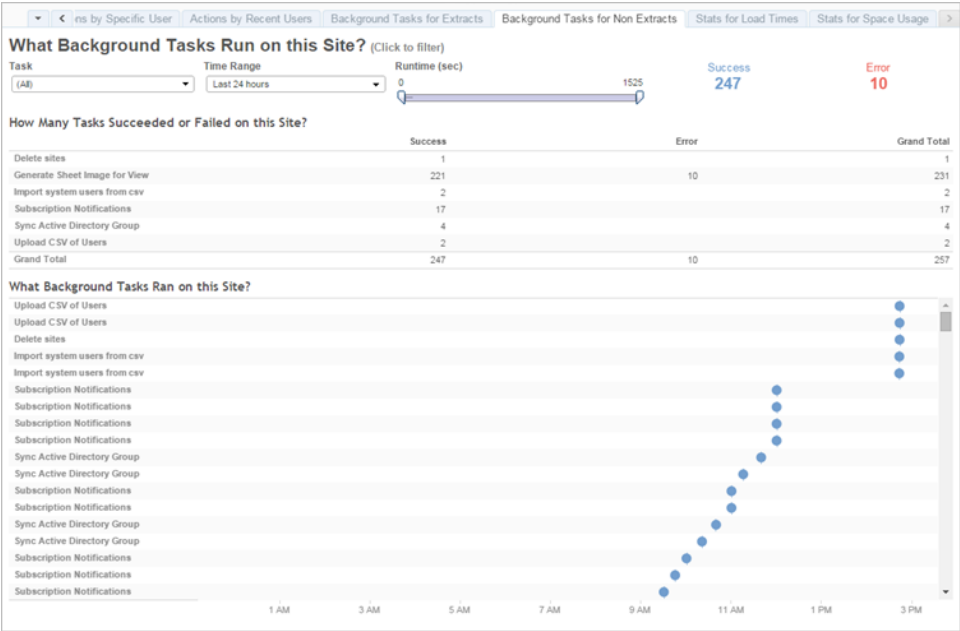 ns by Specific User Actions by Recent Users Background Tasks for Extracts Background Tasks for Non Extracts Stats for Load Times Stats for Space Usage
What Background Tasks Run on this Site? (Click to filter)
Task Time Range Runtime (sec) Success Error
(All) Last 24 hours 0 1525 247 10
How Many Tasks Succeeded or Failed on this Site?
Success Error Grand Total
Delete sites 1 1
Generate Sheet Image for View 221 10 231
Import system users from csv 2 2
Subscription Notifications 17 17
Sync Active Directory Group 4 4
Upload CSV of Users 2 2
Grand Total 247 10 257
What Background Tasks Ran on this Site?
Upload CSV of Users
Upload CSV of Users
Delete sites
Import system users from csv
Import system users from csv
Subscription Notifications
Subscription Notifications
Subscription Notifications
Subscription Notifications
Sync Active Directory Group
Sync Active Directory Group
Subscription Notifications
Subscription Notifications
Sync Active Directory Group
Sync Active Directory Group
Subscription Notifications
Subscription Notifications
Subscription Notifications
1 AM 3 AM 5 AM 7 AM 9 AM 11 AM 1 PM 3 PM